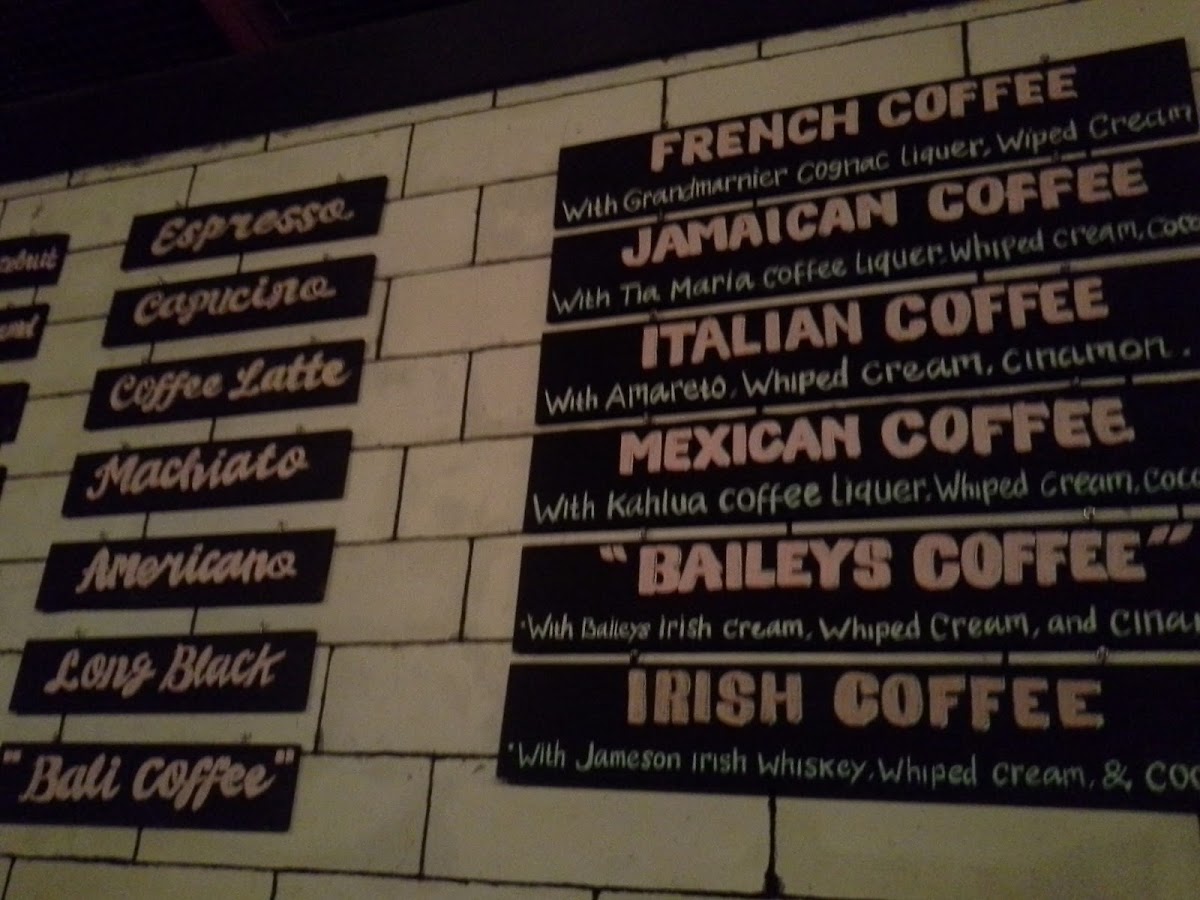 Espresso
Capucino
Coffee Latte
Machiato
Americano
Long Black
"Bali Coffee"
FRENCH COFFEE
With Grandmarnier Cognac Liquer, Wiped Cream
JAMAICAN COFFEE
With Tia Maria Coffee Liquer, Whiped Cream,
ITALIAN COFFEE
With Amareto, Whiped Cream, Cinamon.
MEXICAN COFFEE
With Kahlua Coffee Liquer, Whiped Cream,
"BAILEYS COFFEE"
·With Baileys Irish Cream, Whiped Cream, and
IRISH COFFEE
·With Jameson Irish Whiskey, Whiped Cream, &